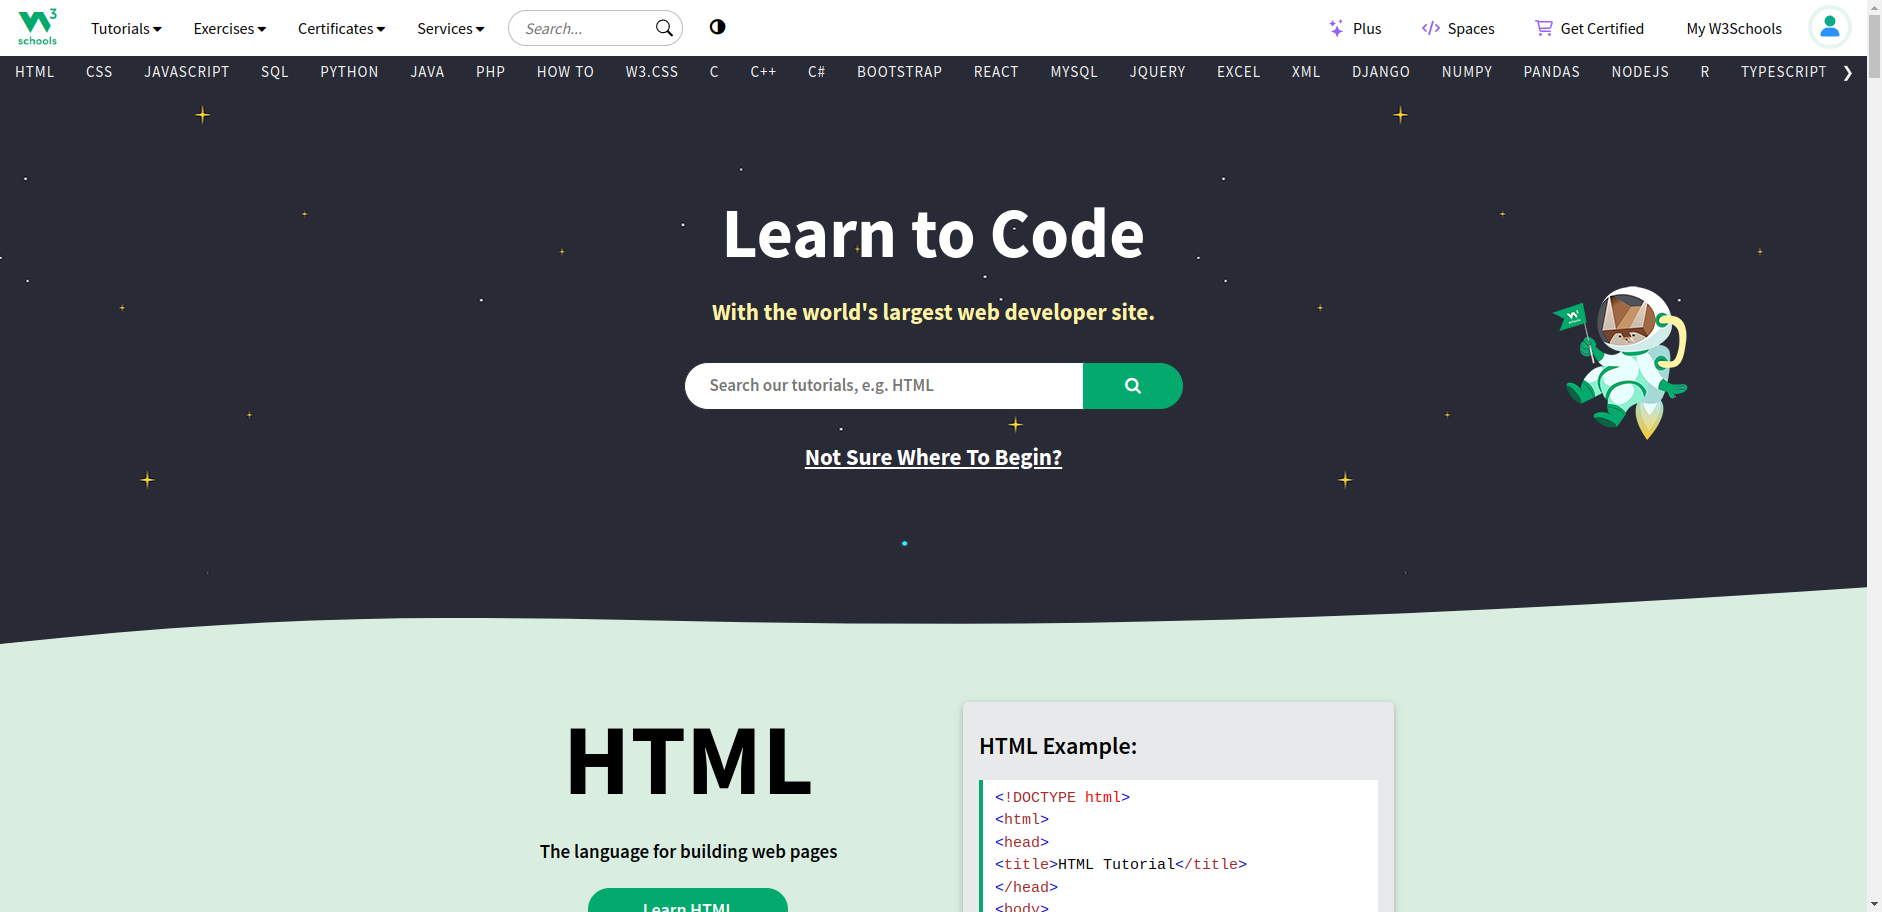 W3 schools
Tutorials Exercises Certificates Services Search... Plus Spaces Get Certified My W3Schools
HTML CSS JAVASCRIPT SQL PYTHON JAVA PHP HOW TO W3.CSS C C++ C# BOOTSTRAP REACT MYSQL JQUERY EXCEL XML DJANGO NUMPY PANDAS NODEJS R TYPESCRIPT ❯
Learn to Code
With the world's largest web developer site.
Search our tutorials, e.g. HTML
Not Sure Where To Begin?
HTML
The language for building web pages
Learn HTML
HTML Example:
<!DOCTYPE html>
<html>
<head>
<title>HTML Tutorial</title>
</head>
<body>